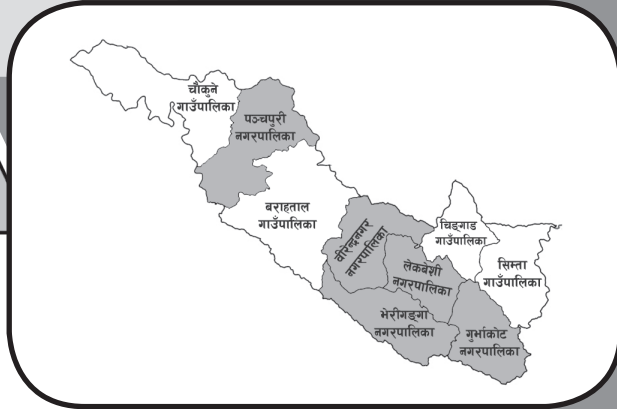 चौकुने
गाउँपालिका
पञ्चपुरी
नगरपालिका
बराहताल
गाउँपालिका
वीरेन्द्रनगर
नगरपालिका
चिङ्गाड
गाउँपालिका
लेकबेशी
नगरपालिका
सिम्ता
गाउँपालिका
भेरीगङ्गा
नगरपालिका
गुर्भाकोट
नगरपालिका